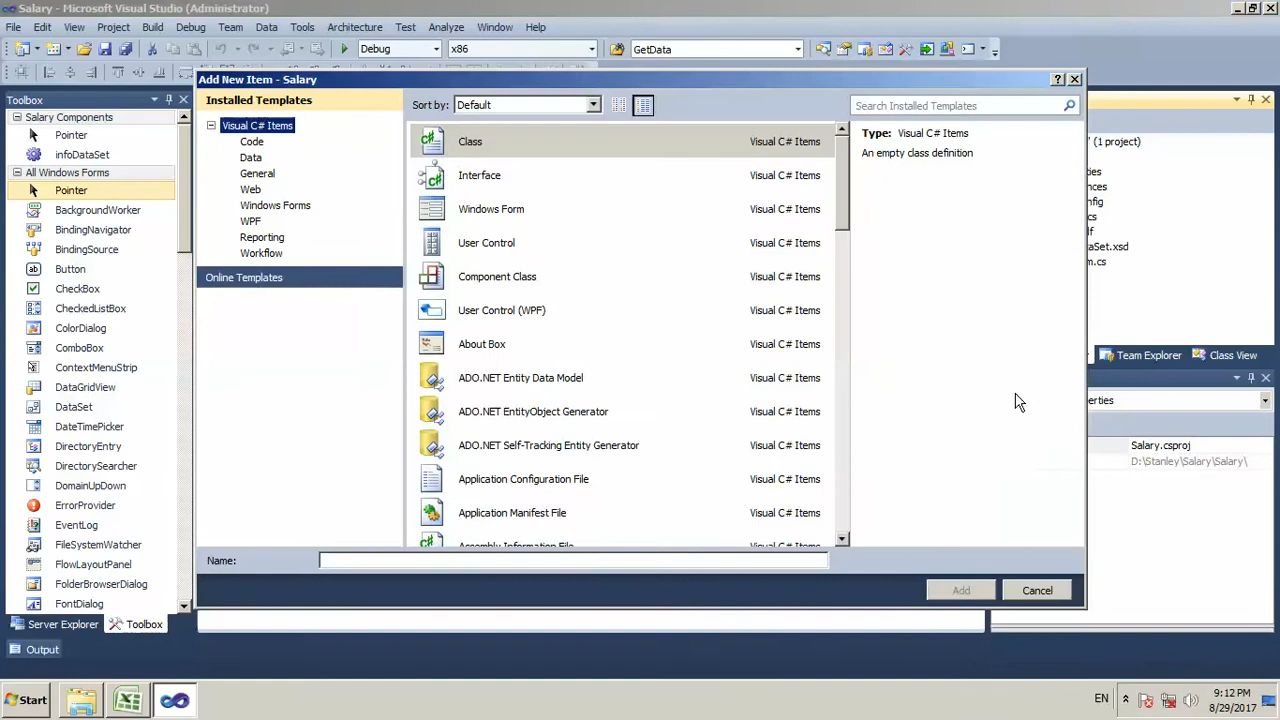 Salary - Microsoft Visual Studio (Administrator)
File Edit View Project Build Debug Team Data Tools Architecture Test Analyze Window Help
Debug x86 GetData
Toolbox
Salary Components
Pointer
infoDataSet
All Windows Forms
Pointer
BackgroundWorker
BindingNavigator
BindingSource
Button
CheckBox
CheckedListBox
ColorDialog
ComboBox
ContextMenuStrip
DataGridView
DataSet
DateTimePicker
DirectoryEntry
DirectorySearcher
DomainUpDown
ErrorProvider
EventLog
FileSystemWatcher
FlowLayoutPanel
FolderBrowserDialog
FontDialog
Server Explorer Toolbox
Output
Add New Item - Salary
Installed Templates
Visual C# Items
Code
Data
General
Web
Windows Forms
WPF
Reporting
Workflow
Online Templates
Sort by: Default
Search Installed Templates
Class Visual C# Items
Interface Visual C# Items
Windows Form Visual C# Items
User Control Visual C# Items
Component Class Visual C# Items
User Control (WPF) Visual C# Items
About Box Visual C# Items
ADO.NET Entity Data Model Visual C# Items
ADO.NET EntityObject Generator Visual C# Items
ADO.NET Self-Tracking Entity Generator Visual C# Items
Application Configuration File Visual C# Items
Application Manifest File Visual C# Items
Assembly Information File Visual C# Items
Type: Visual C# Items
An empty class definition
Name:
Add Cancel
(1 project)
Team Explorer Class View
Salary.csproj
D:\Stanley\Salary\Salary\
Start
EN
9:12 PM
8/29/2017